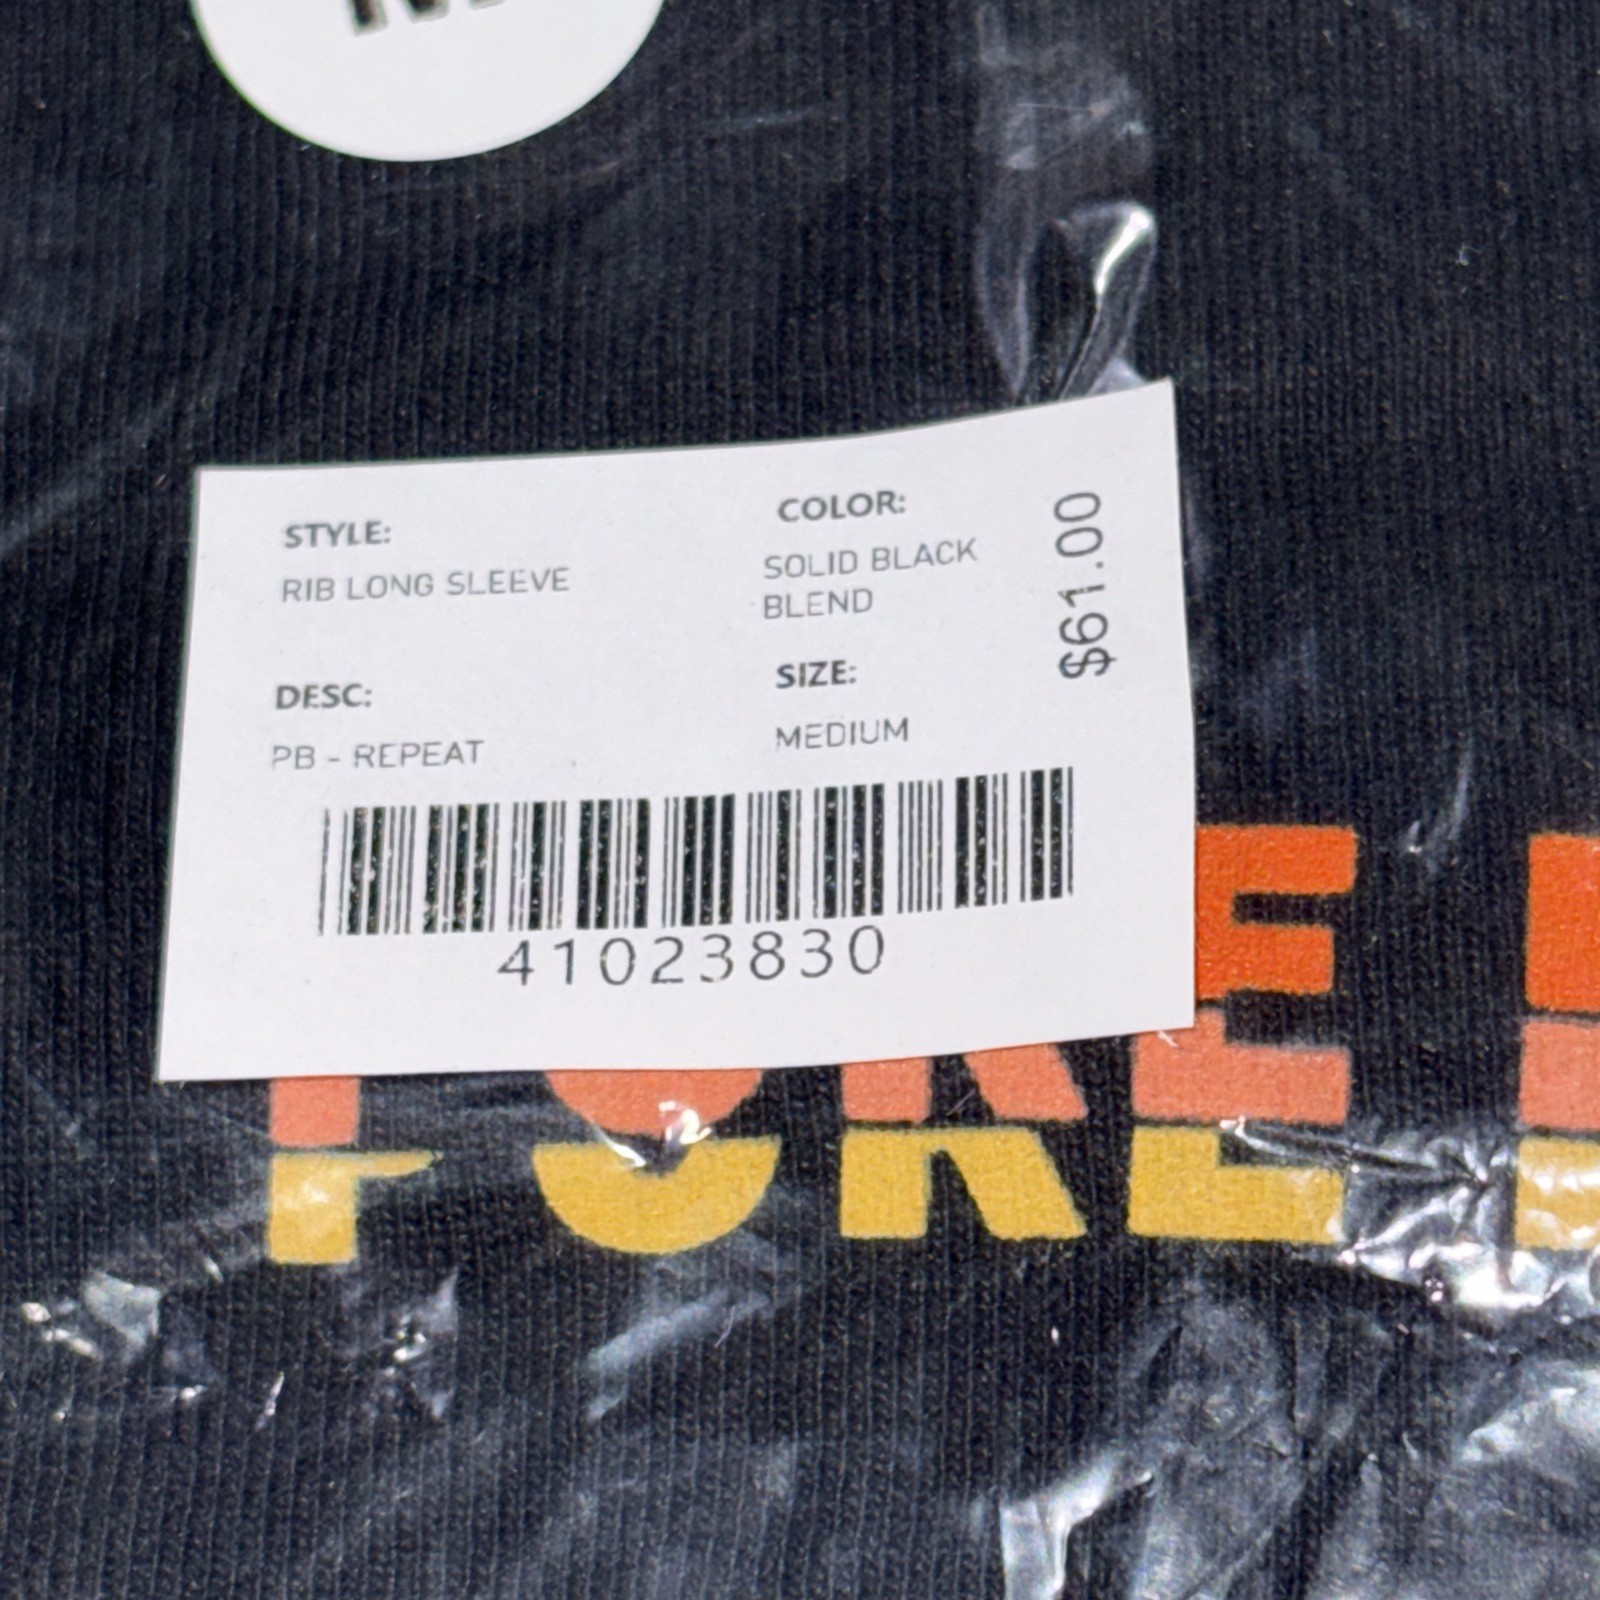 STYLE:
RIB LONG SLEEVE
COLOR:
SOLID BLACK
BLEND
$61.00
DESC:
PB - REPEAT
SIZE:
MEDIUM
41023830